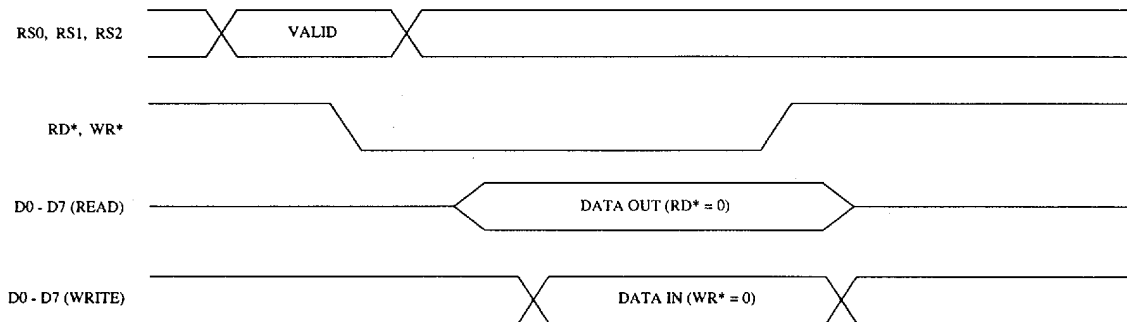 RS0, RS1, RS2
VALID
RD*, WR*
D0 - D7 (READ)
DATA OUT (RD* = 0)
D0 - D7 (WRITE)
DATA IN (WR* = 0)